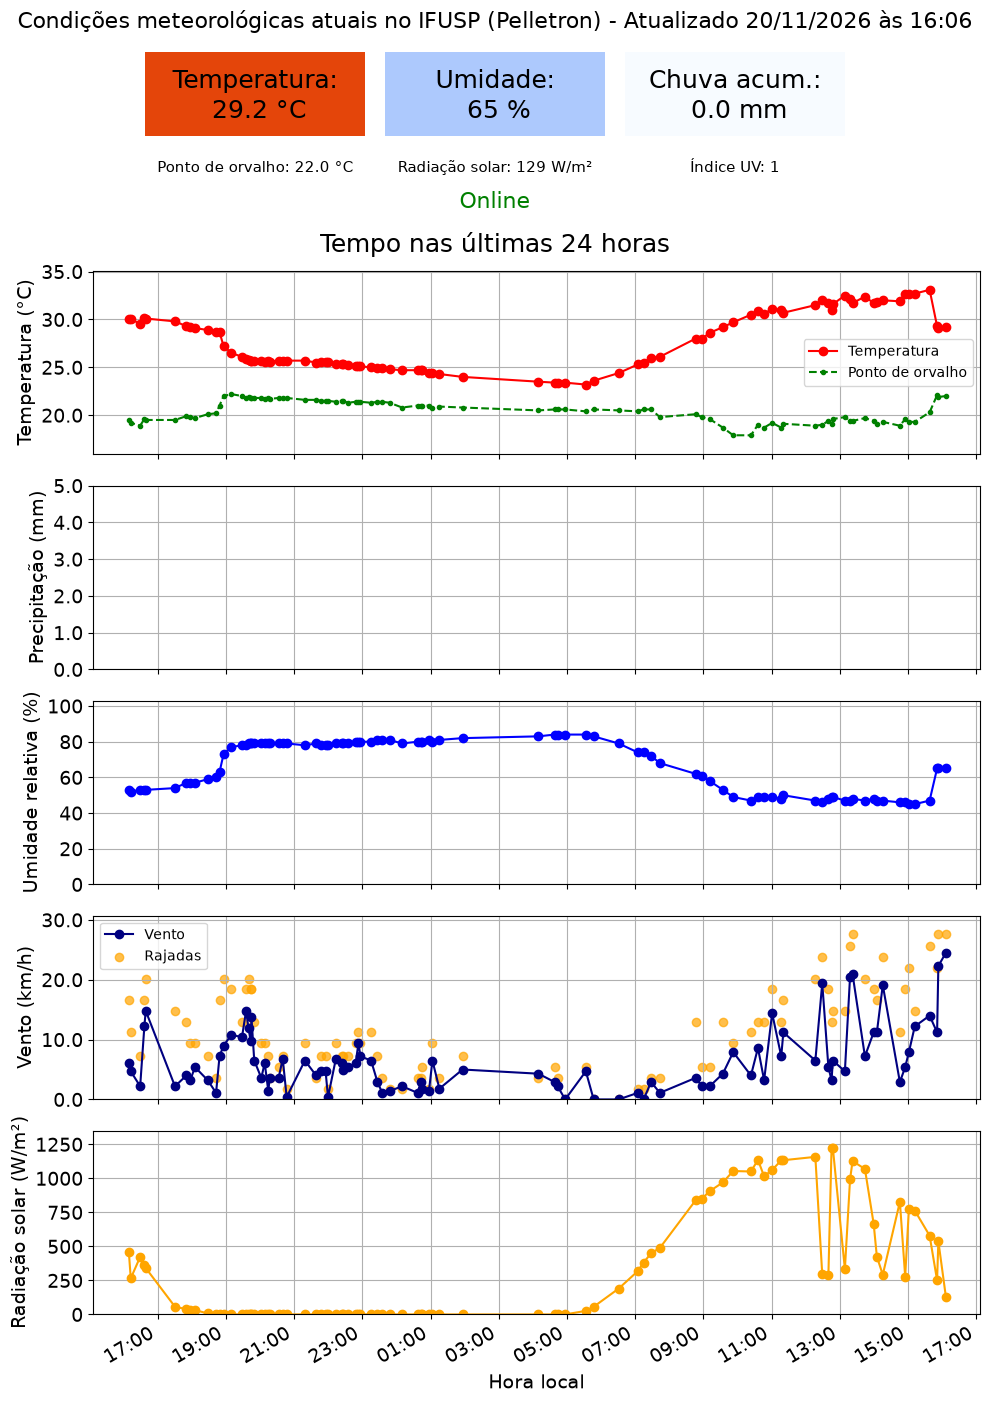 Condições meteorológicas atuais no IFUSP (Pelletron) - Atualizado 20/11/2026 às 16:06
Temperatura:
29.2 °C
Umidade:
65 %
Chuva acum.:
0.0 mm
Ponto de orvalho: 22.0 °C
Radiação solar: 129 W/m²
Índice UV: 1
Online
Tempo nas últimas 24 horas
Temperatura (°C)
35.0
30.0
25.0
20.0
Temperatura
Ponto de orvalho
Precipitação (mm)
5.0
4.0
3.0
2.0
1.0
0.0
Umidade relativa (%)
100
80
60
40
20
0
Vento (km/h)
30.0
20.0
10.0
0.0
Vento
Rajadas
Radiação solar (W/m²)
1250
1000
750
500
250
0
17:00
19:00
21:00
23:00
01:00
03:00
05:00
07:00
09:00
11:00
13:00
15:00
17:00
Hora local